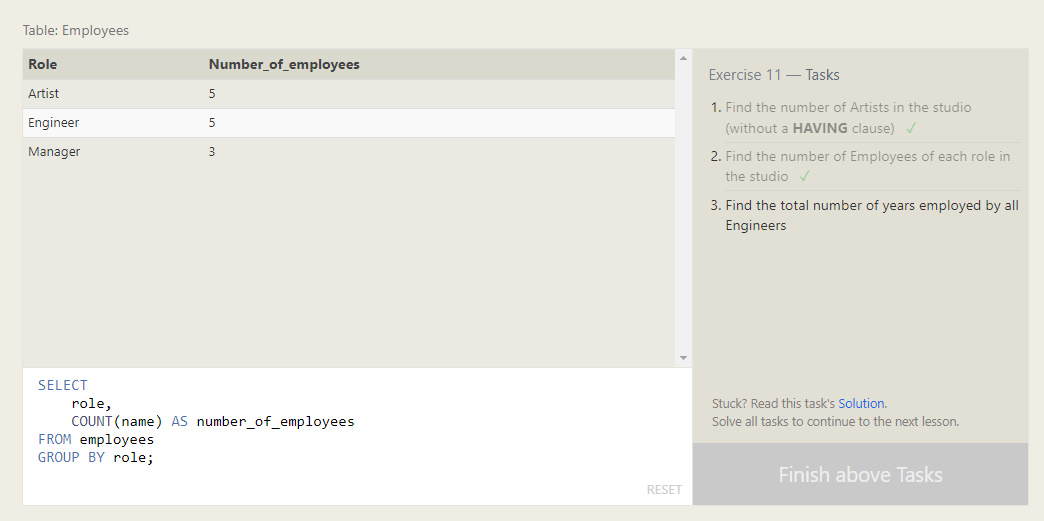 Table: Employees
Role Number_of_employees
Artist 5
Engineer 5
Manager 3
SELECT
role,
COUNT(name) AS number_of_employees
FROM employees
GROUP BY role;
RESET
Exercise 11 — Tasks
1. Find the number of Artists in the studio
(without a HAVING clause) ✓
2. Find the number of Employees of each role in
the studio ✓
3. Find the total number of years employed by all
Engineers
Stuck? Read this task's Solution.
Solve all tasks to continue to the next lesson.
Finish above Tasks